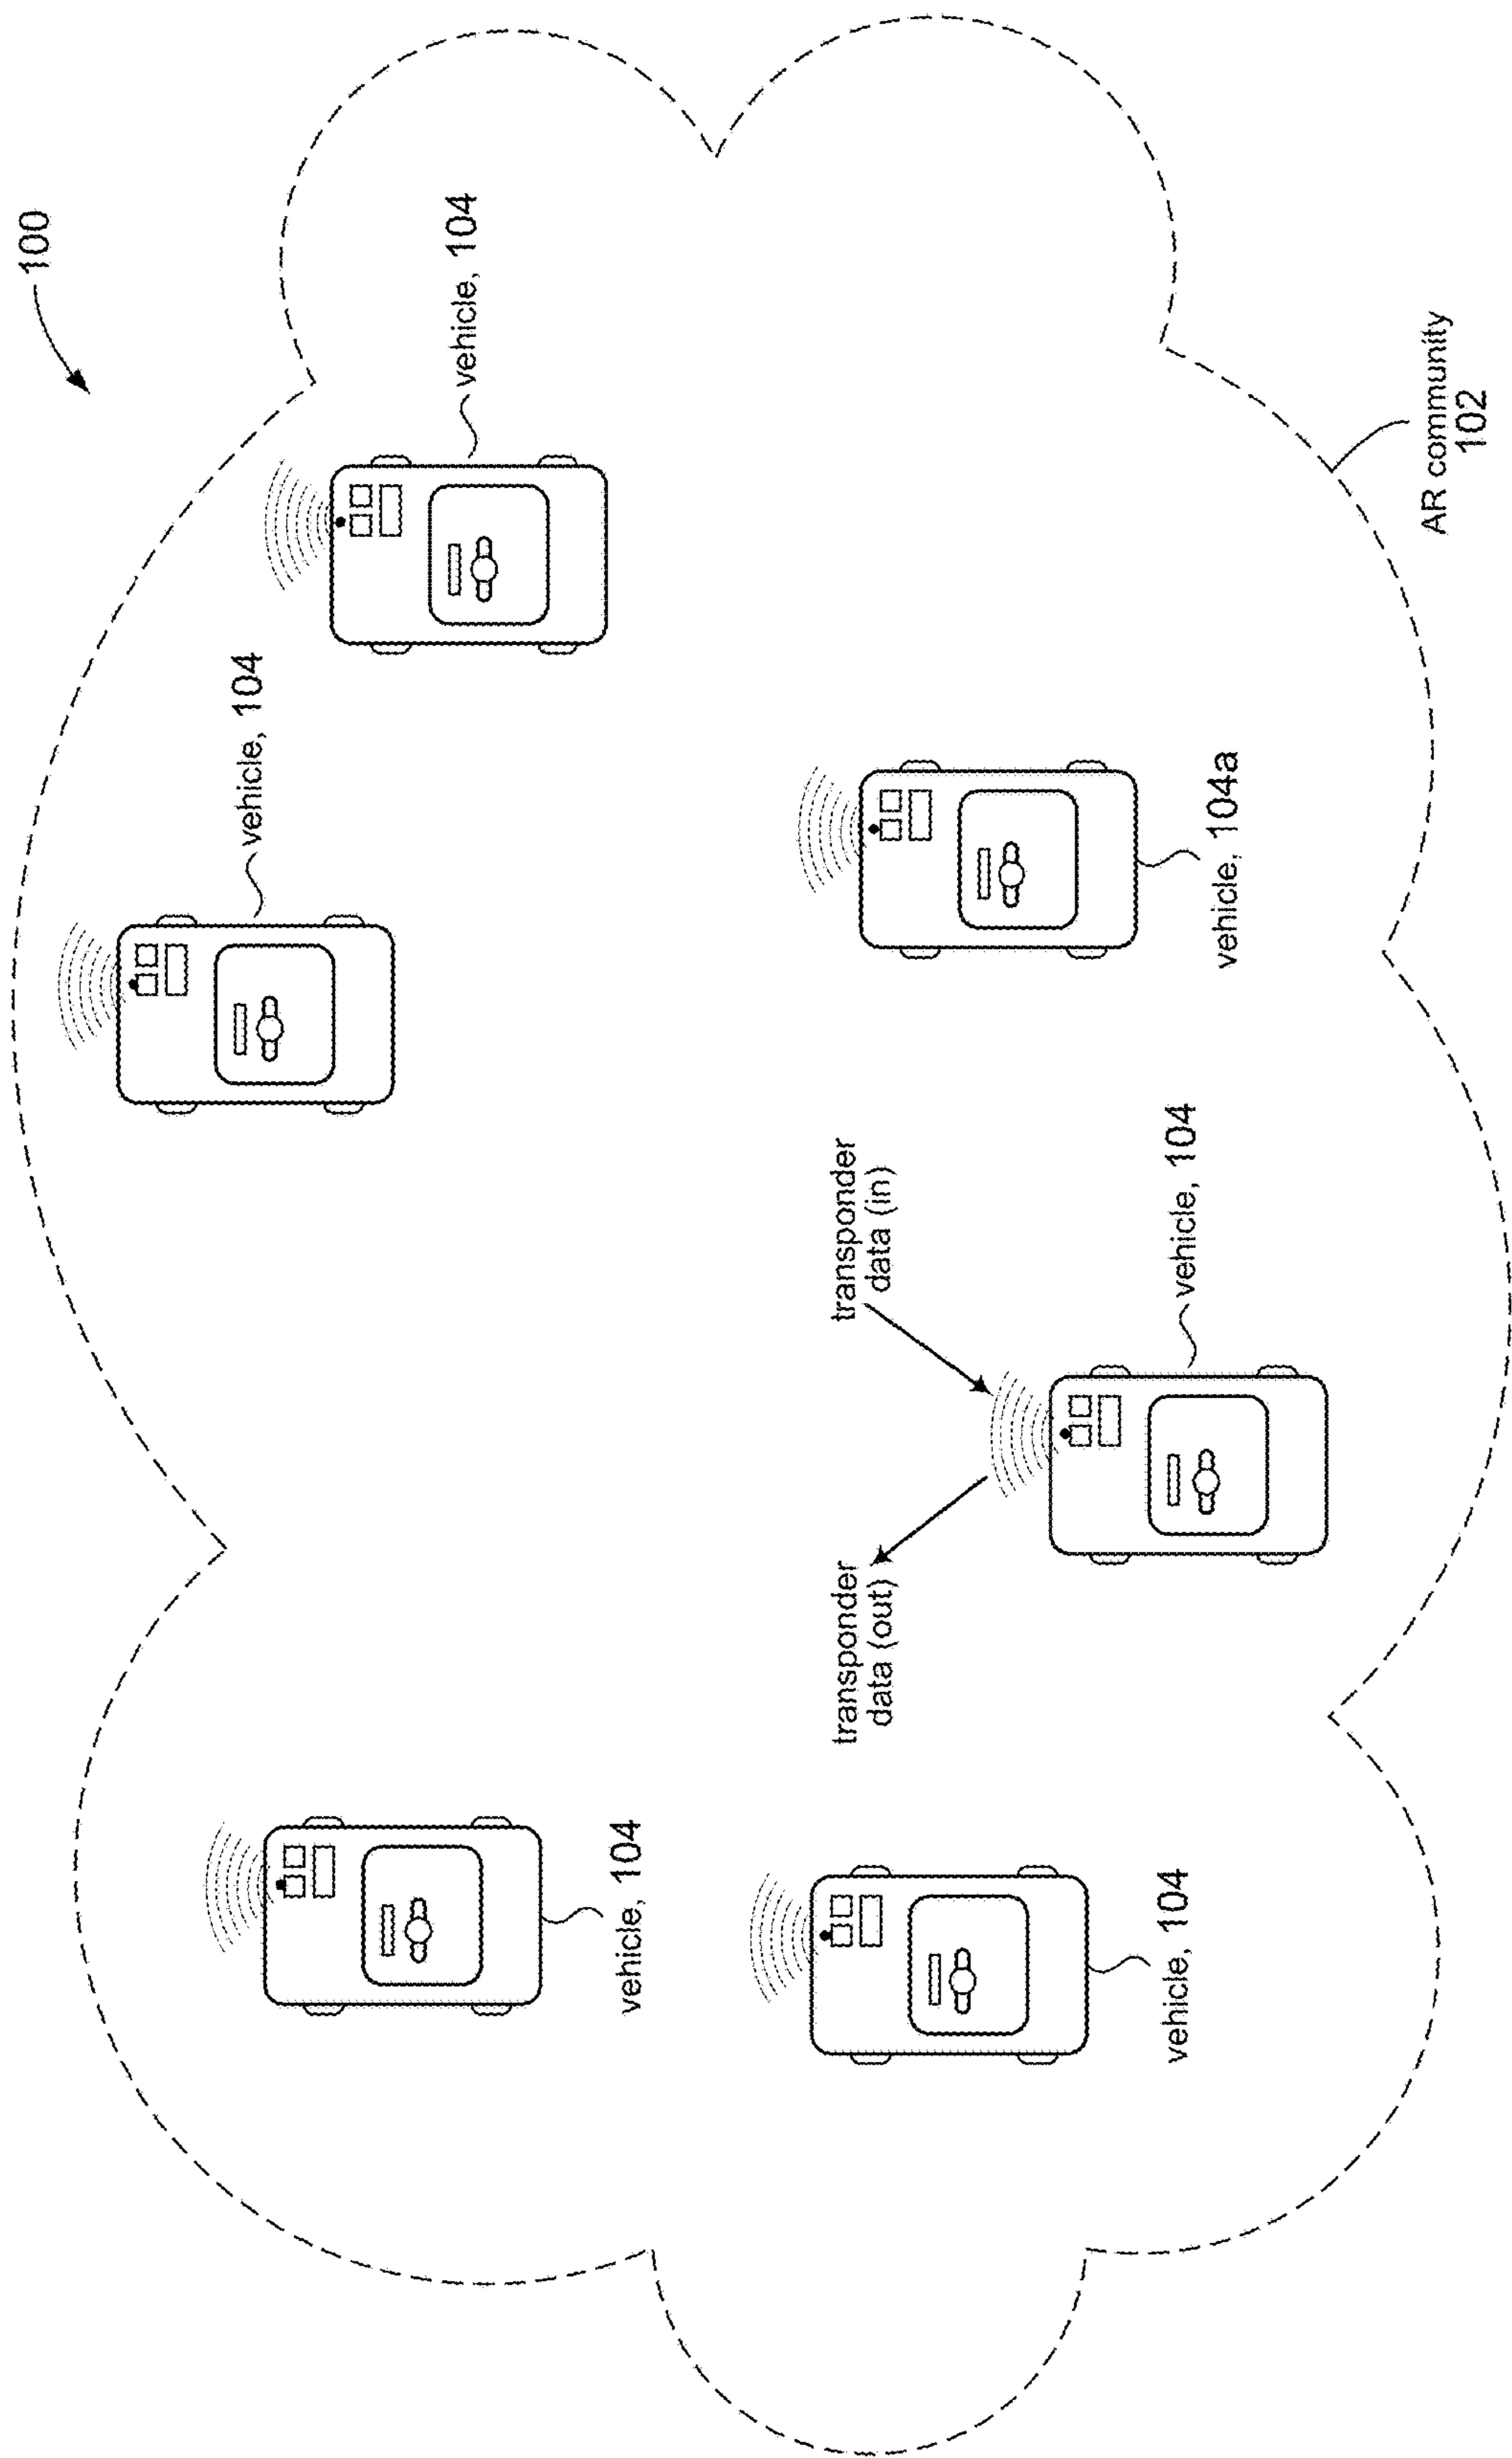 100
vehicle, 104
vehicle, 104
vehicle, 104
transponder
data (out)
transponder
data (in)
vehicle, 104
vehicle, 104
vehicle, 104a
AR community
102